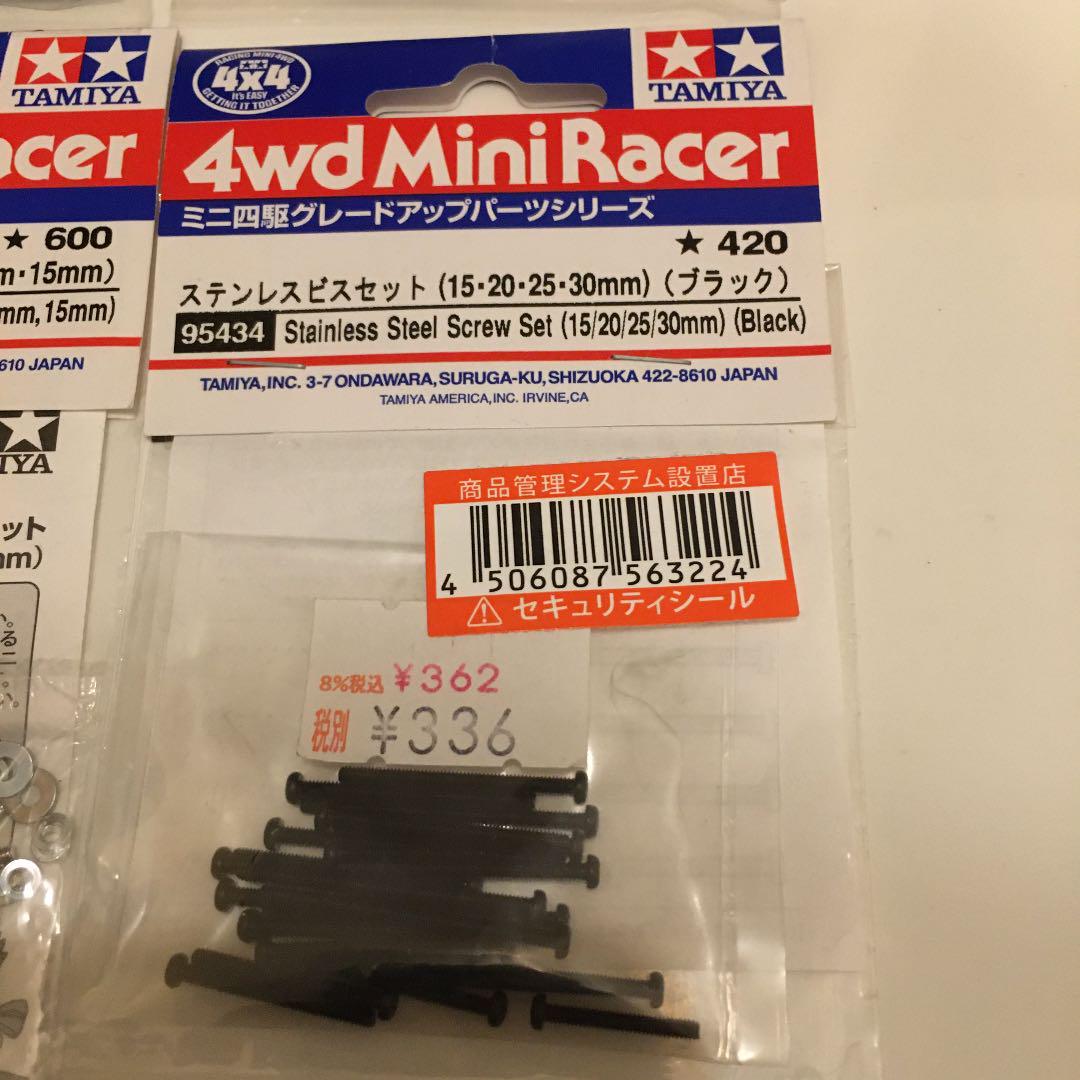 TAMIYA
acer
★ 600
m・15mm)
mm,15mm)
610 JAPAN
ット
mm)
RACING MINI 4WD
4x4
It's EASY
GETTING IT TOGETHER
TAMIYA
4wd Mini Racer
ミニ四駆グレードアップパーツシリーズ
★ 420
ステンレスビスセット (15・20・25・30mm) (ブラック)
95434 Stainless Steel Screw Set (15/20/25/30mm) (Black)
TAMIYA, INC. 3-7 ONDAWARA, SURUGA-KU, SHIZUOKA 422-8610 JAPAN
TAMIYA AMERICA, INC. IRVINE, CA
商品管理システム設置店
4 506087 563224
セキュリティシール
8%税込 ¥362
税別 ¥336